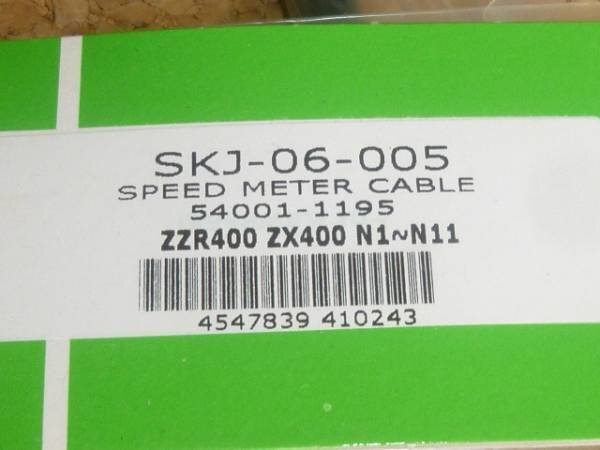 SKJ-06-005
SPEED METER CABLE
54001-1195
ZZR400 ZX400 N1~N11
4547839 410243